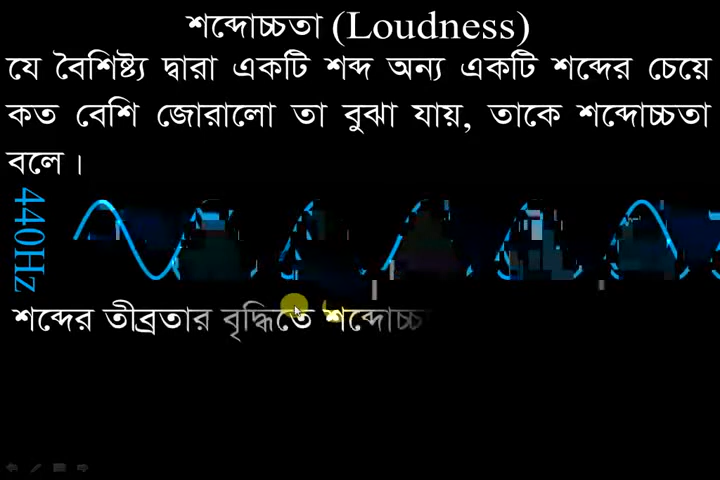 শব্দোচ্চতা (Loudness)
যে বৈশিষ্ট্য দ্বারা একটি শব্দ অন্য একটি শব্দের চেয়ে
কত বেশি জোরালো তা বুঝা যায়, তাকে শব্দোচ্চতা
বলে।
440Hz
শব্দের তীব্রতার বৃদ্ধিতে